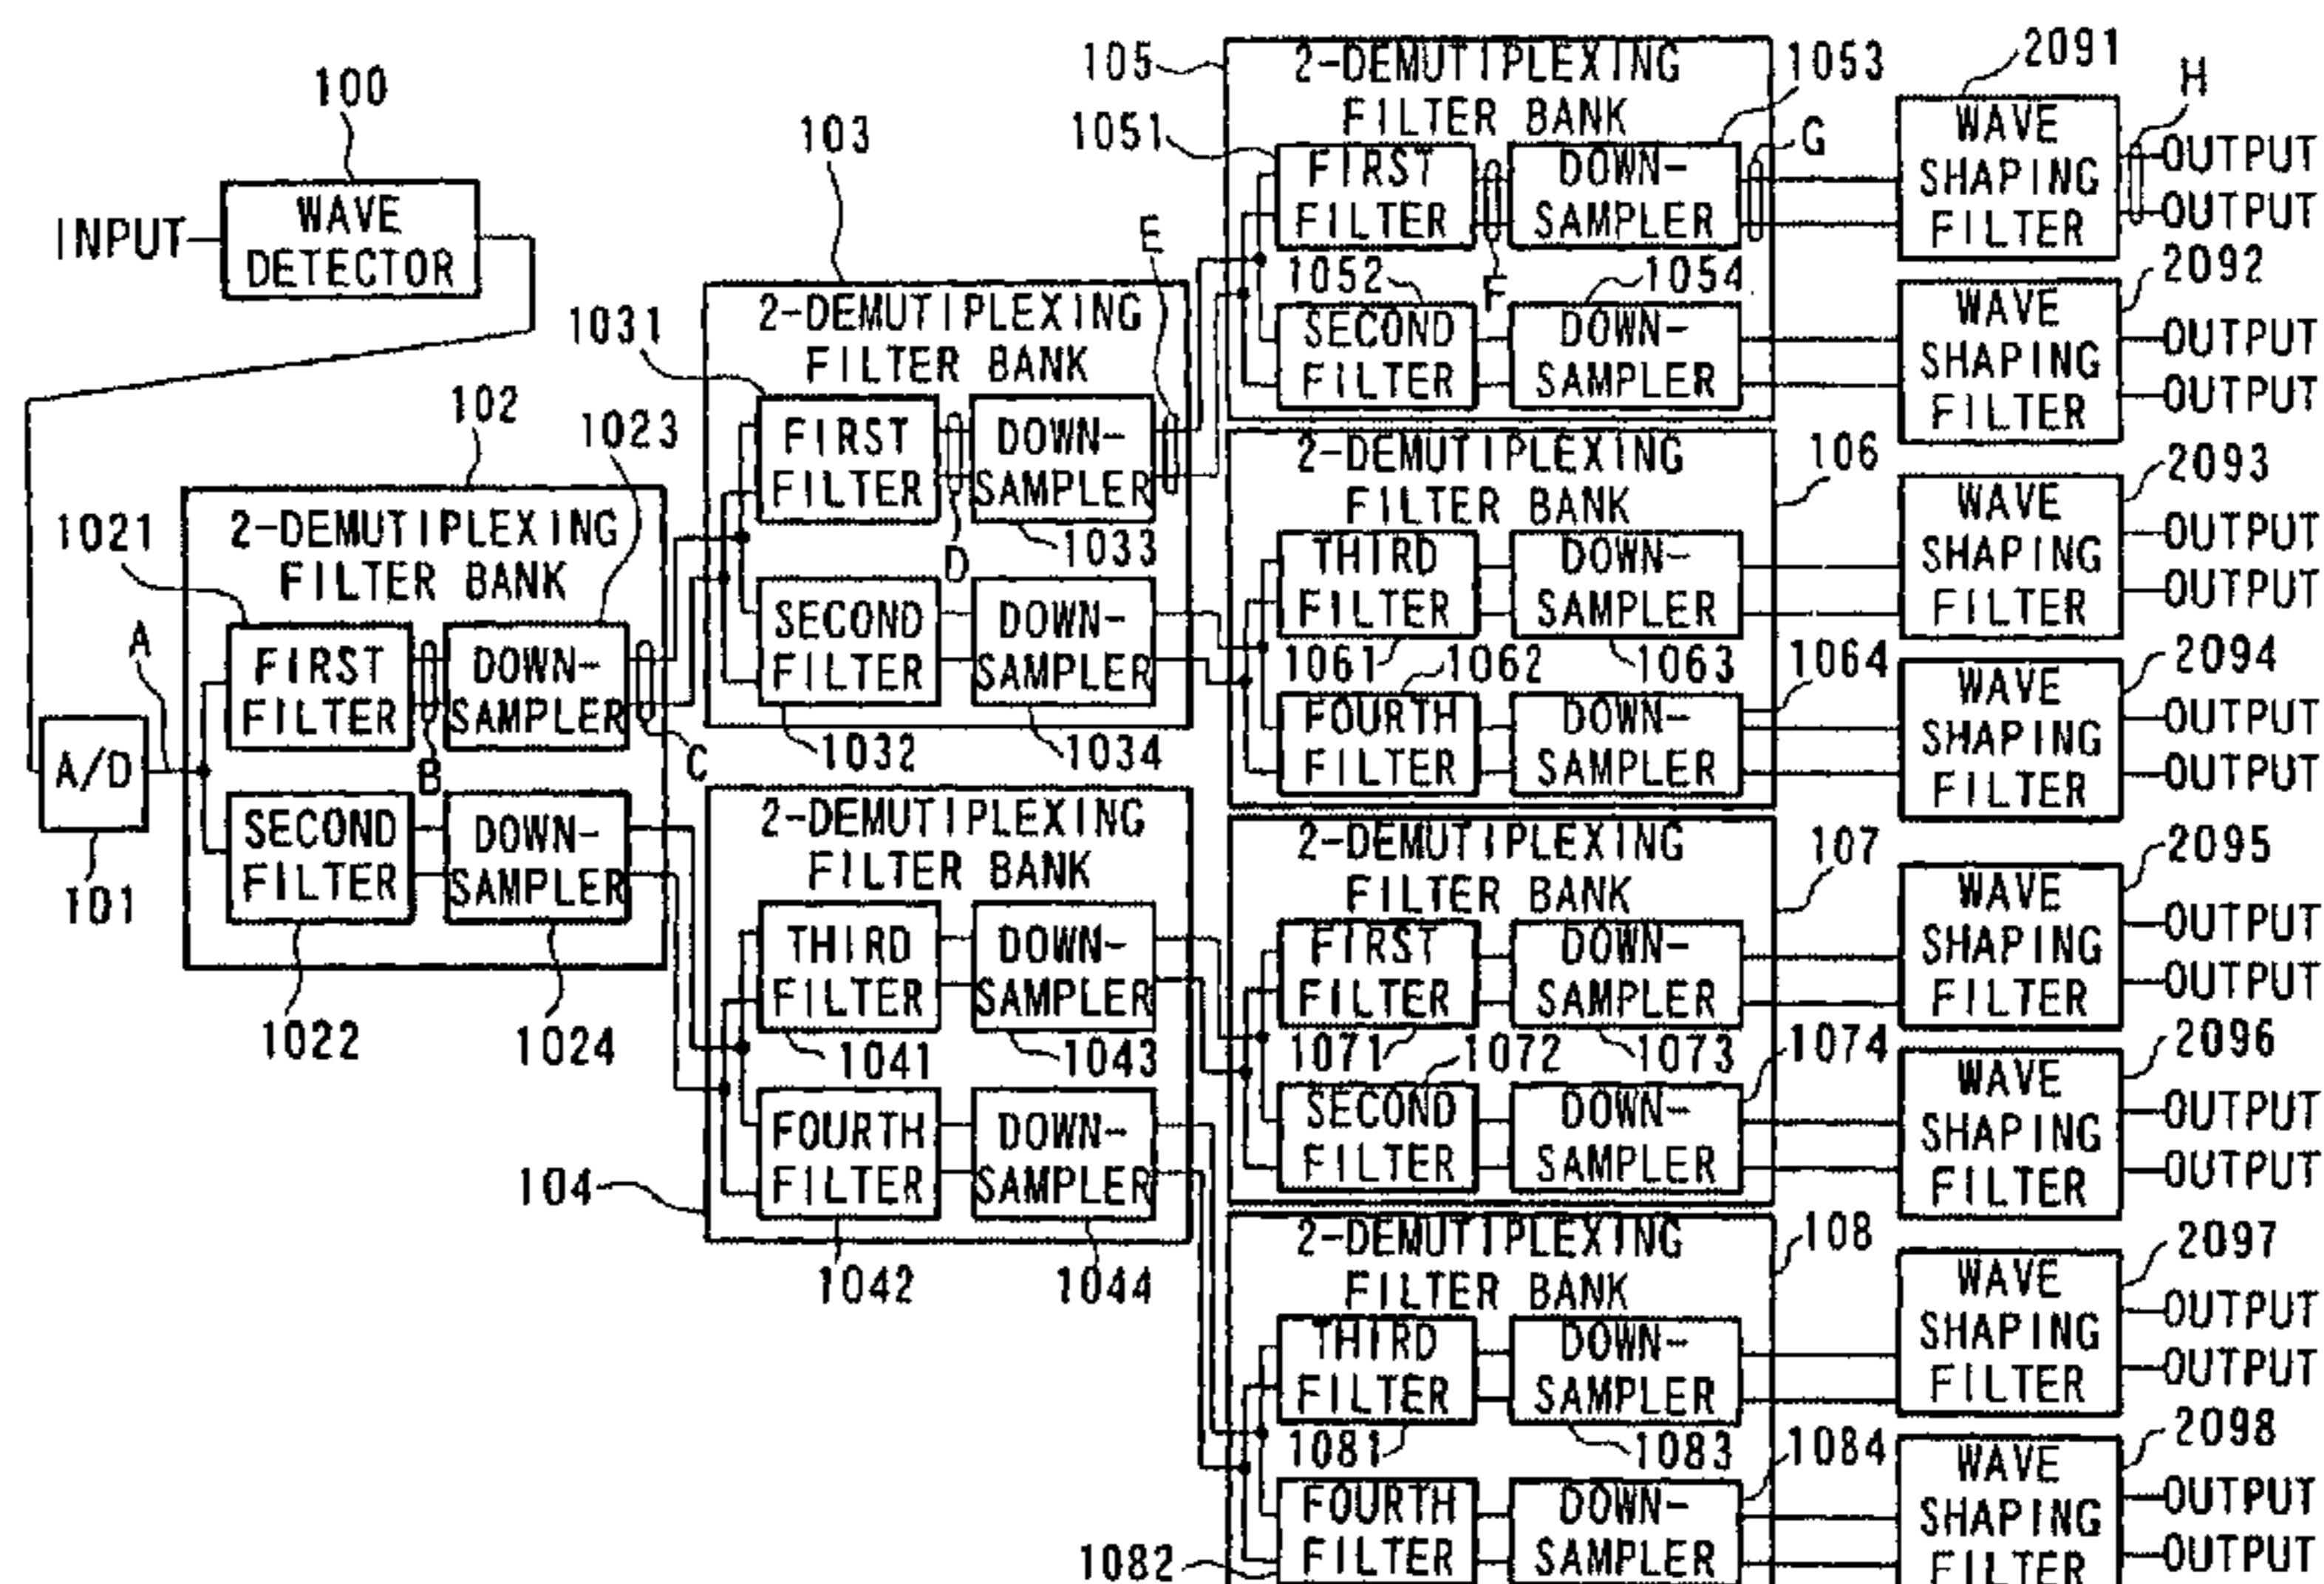 100
INPUT
WAVE
DETECTOR
A/D
101
A
102
2-DEMUTIPLEXING
FILTER BANK
1021
1023
FIRST
FILTER
B
DOWN-
SAMPLER
C
SECOND
FILTER
DOWN-
SAMPLER
1022
1024
103
2-DEMUTIPLEXING
FILTER BANK
1031
FIRST
FILTER
D
DOWN-
SAMPLER
E
1033
SECOND
FILTER
DOWN-
SAMPLER
1032
1034
2-DEMUTIPLEXING
FILTER BANK
THIRD
FILTER
DOWN-
SAMPLER
1041
1043
FOURTH
FILTER
DOWN-
SAMPLER
104
1042
1044
105
2-DEMUTIPLEXING
FILTER BANK
1053
1051
FIRST
FILTER
F
DOWN-
SAMPLER
G
1052
1054
SECOND
FILTER
DOWN-
SAMPLER
2-DEMUTIPLEXING
FILTER BANK
106
THIRD
FILTER
DOWN-
SAMPLER
1061
1062
1063
1064
FOURTH
FILTER
DOWN-
SAMPLER
2-DEMUTIPLEXING
FILTER BANK
107
FIRST
FILTER
DOWN-
SAMPLER
1071
1072
1073
1074
SECOND
FILTER
DOWN-
SAMPLER
2-DEMUTIPLEXING
FILTER BANK
108
THIRD
FILTER
DOWN-
SAMPLER
1081
1083
1084
FOURTH
FILTER
DOWN-
SAMPLER
1082
2091
WAVE
SHAPING
FILTER
H
OUTPUT
OUTPUT
2092
WAVE
SHAPING
FILTER
OUTPUT
OUTPUT
2093
WAVE
SHAPING
FILTER
OUTPUT
OUTPUT
2094
WAVE
SHAPING
FILTER
OUTPUT
OUTPUT
2095
WAVE
SHAPING
FILTER
OUTPUT
OUTPUT
2096
WAVE
SHAPING
FILTER
OUTPUT
OUTPUT
2097
WAVE
SHAPING
FILTER
OUTPUT
OUTPUT
2098
WAVE
SHAPING
FILTER
OUTPUT
OUTPUT